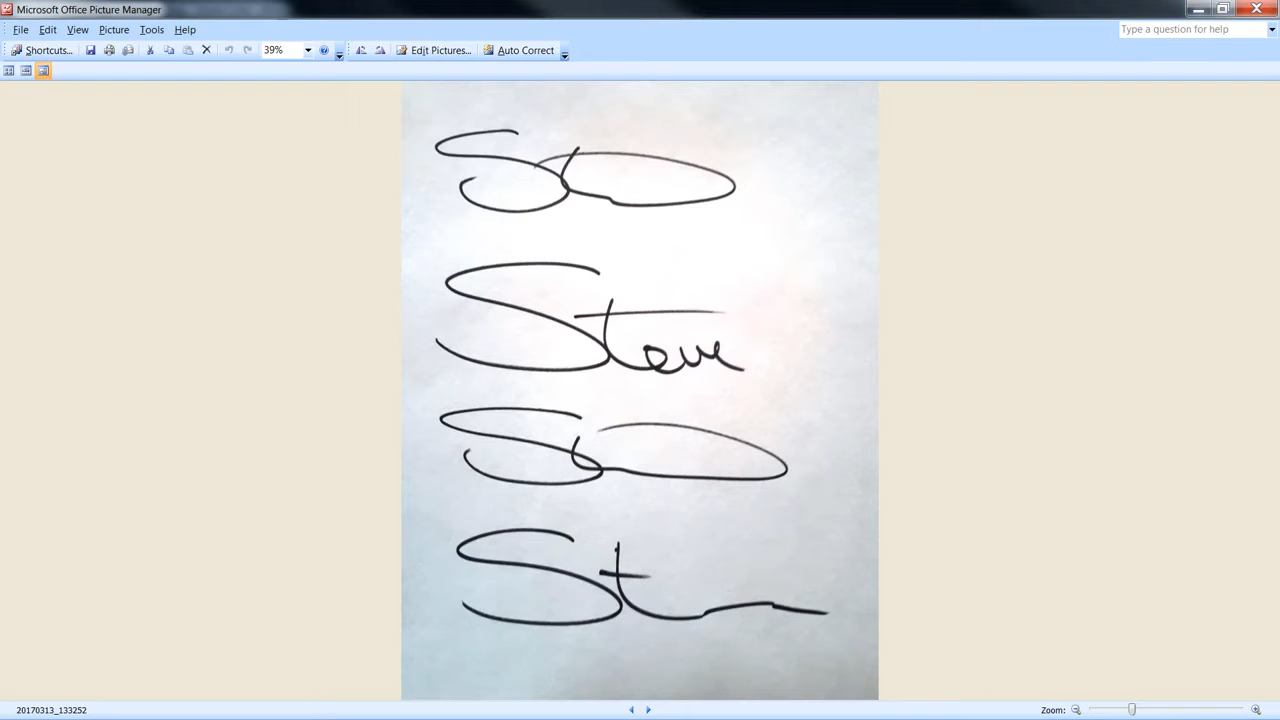 Microsoft Office Picture Manager
File Edit View Picture Tools Help
Type a question for help
Shortcuts... 39% Edit Pictures... Auto Correct
Steve
20170313_133252
Zoom: